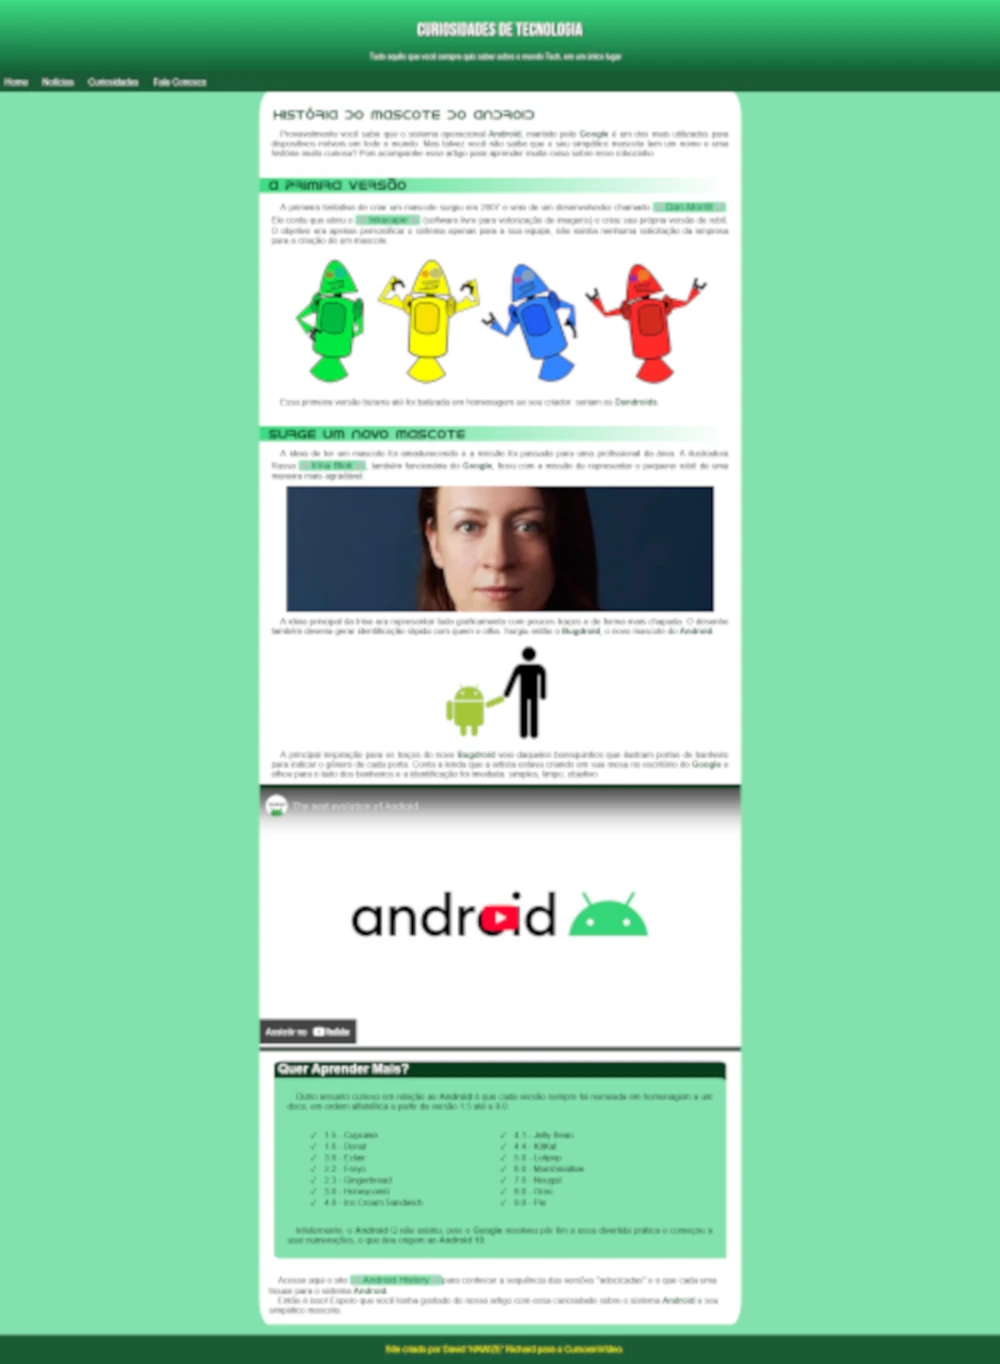 CURIOSIDADES DE TECNOLOGIA
Tudo aquilo que você sempre quis saber sobre o mundo Tech, em um único lugar
Home Notícias Curiosidades Fale Conosco
HISTÓRIA DO MASCOTE DO ANDROID
Provavelmente você sabe que o sistema operacional Android, mantido pelo Google é um dos mais utilizados para
dispositivos móveis em todo o mundo. Mas talvez você não saiba que o seu simpático mascote tem um nome e uma
história muito curiosa? Pois acompanhe esse artigo para aprender muita coisa sobre esse robozinho.
A PRIMRIA VERSÃO
A primeira tentativa de criar um mascote surgiu em 2007 e veio de um desenvolvedor chamado
Ele conta que abriu o Inkscape (software livre para vetorização de imagens) e criou sua própria versão de robô.
O objetivo era apenas personificar o sistema apenas para a sua equipe, não existia nenhuma solicitação da empresa
para a criação de um mascote.
Essa primeira versão bizarra até foi batizada em homenagem ao seu criador: seriam os Dandroids.
SURGE UM NOVO MASCOTE
A ideia de ter um mascote foi amadurecendo e a missão foi passada para uma profissional da área. A ilustradora
Russa Irina Blok, também funcionária do Google, ficou com a missão de representar o pequeno robô de uma
maneira mais agradável.
A ideia principal da Irina era representar tudo graficamente com poucos traços e de forma mais chapada. O desenho
também deveria gerar identificação rápida com quem o olha. Surgiu então o Bugdroid, o novo mascote do Android.
A principal inspiração para os traços do novo Bugdroid veio daqueles bonequinhos que ilustram portas de banheiro
para indicar o gênero de cada porta. Conta a lenda que a artista estava criando em sua mesa no escritório do Google e
olhou para o lado dos banheiros e a identificação foi imediata: simples, limpo, objetivo.
The next evolution of Android
android
Assistir no YouTube
Quer Aprender Mais?
Outro assunto curioso em relação ao Android é que cada versão sempre foi nomeada em homenagem a um
doce, em ordem alfabética a partir da versão 1.5 até a 9.0.
✓ 1.5 - Cupcake
✓ 1.6 - Donut
✓ Eclair
✓ 2.2 - Froyo
✓ 2.3 - Gingerbread
✓ 3.0 - Honeycomb
✓ 4.0 - Ice Cream Sandwich
✓ 4.1 - Jelly Bean
✓ 4.4 - KitKat
✓ 5.0 - Lolipop
✓ 6.0 - Marshmallow
✓ 7.0 - Nougat
✓ 8.0 - Oreo
✓ 9.0 - Pie
Infelizmente, o Android Q não existiu, pois o Google resolveu pôr fim a essa divertida prática e começou a
usar numerações, o que deu origem ao Android 10.
Acesse aqui o site Android History para conhecer a sequência das versões "adocicadas" e o que cada uma
trouxe para o sistema Android.
Então é isso! Espero que você tenha gostado do nosso artigo com essa curiosidade sobre o sistema Android e seu
simpático mascote.
Site criado por David Richard para o CursoemVídeo.